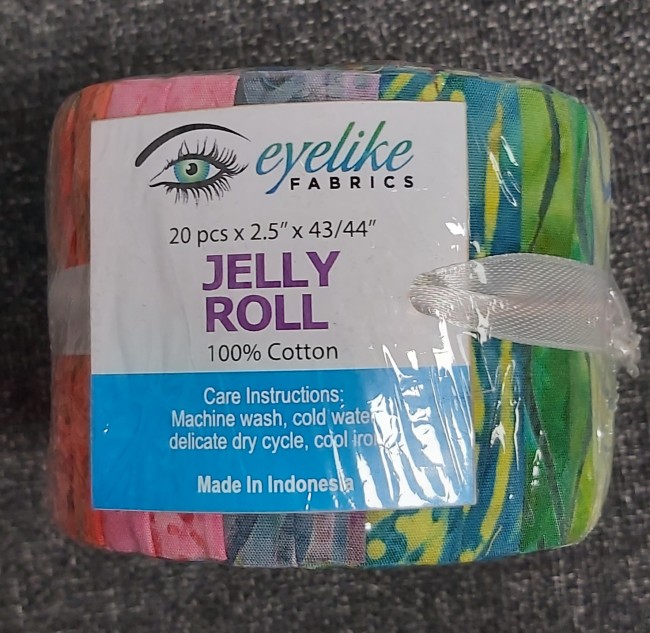 eyelike
FABRICS
20 pcs x 2.5" x 43/44"
JELLY
ROLL
100% Cotton
Care Instructions:
Machine wash, cold water
delicate dry cycle, cool iron
Made In Indonesia